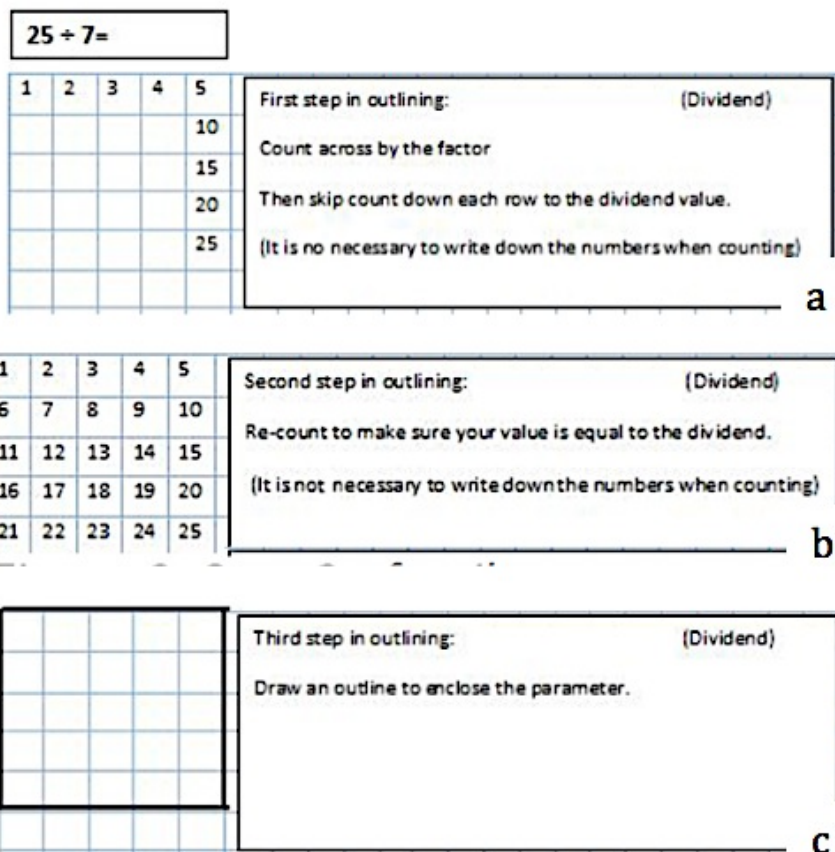 25 ÷ 7=
1 2 3 4 5
10
15
20
25
First step in outlining: (Dividend)
Count across by the factor
Then skip count down each row to the dividend value.
(It is no necessary to write down the numbers when counting)
a
1 2 3 4 5
6 7 8 9 10
11 12 13 14 15
16 17 18 19 20
21 22 23 24 25
Second step in outlining: (Dividend)
Re-count to make sure your value is equal to the dividend.
(It is not necessary to write down the numbers when counting)
b
Third step in outlining: (Dividend)
Draw an outline to enclose the parameter.
c